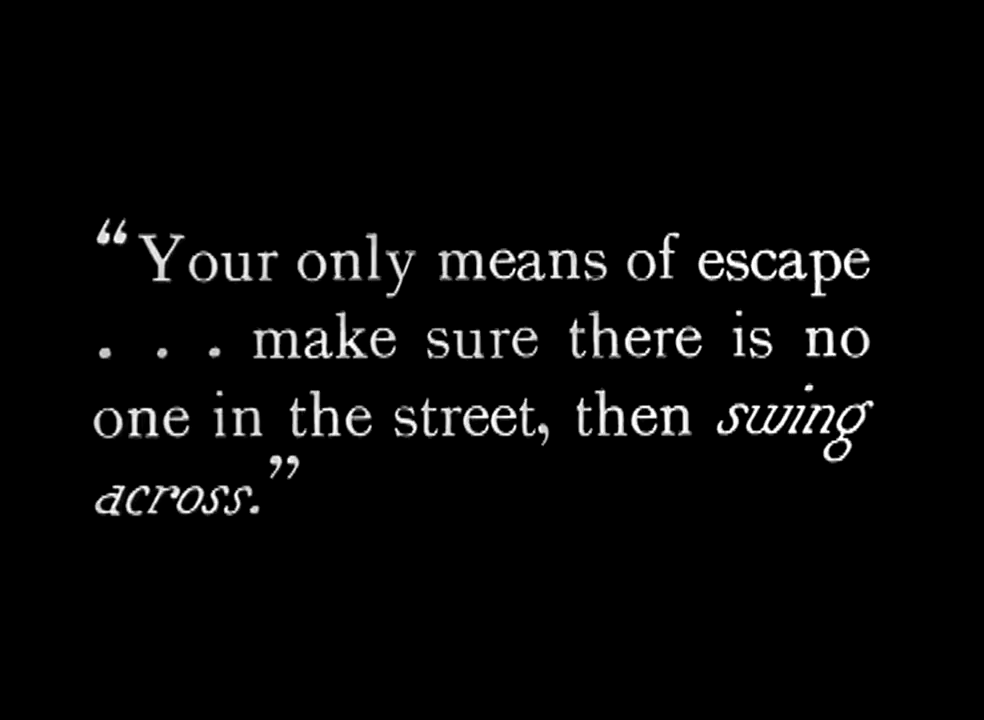 “Your only means of escape
. . . make sure there is no
one in the street, then swing
across.”